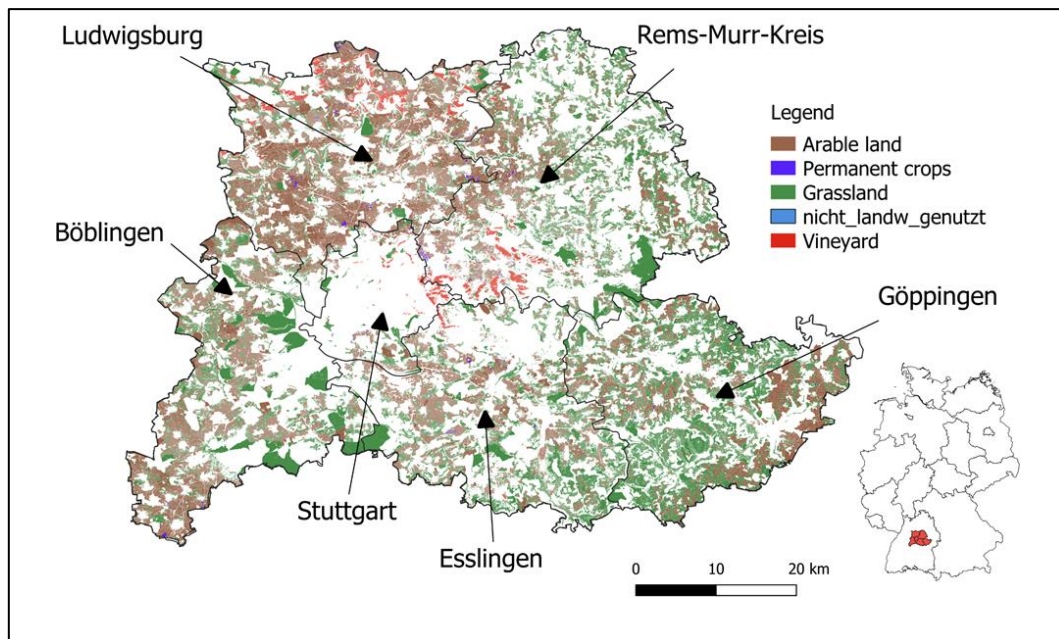 Ludwigsburg
Rems-Murr-Kreis
Legend
Arable land
Permanent crops
Grassland
nicht_landw_genutzt
Vineyard
Böblingen
Göppingen
Stuttgart
Esslingen
0 10 20 km